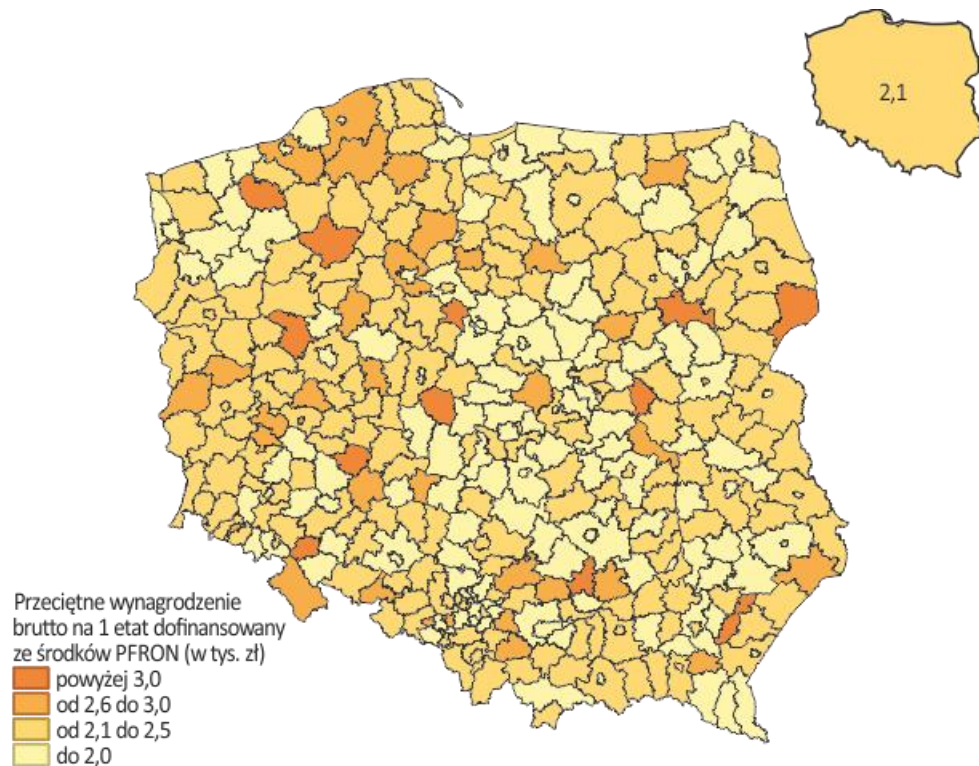 2,1
Przeciętne wynagrodzenie
brutto na 1 etat dofinansowany
ze środków PFRON (w tys. zł)
powyżej 3,0
od 2,6 do 3,0
od 2,1 do 2,5
do 2,0